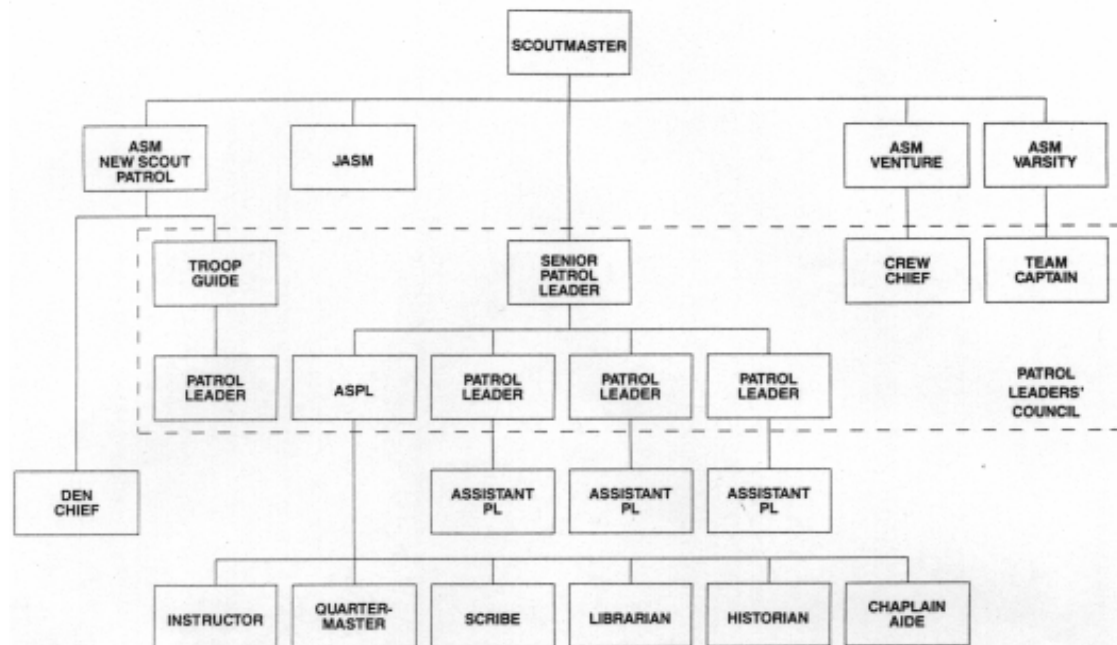 SCOUTMASTER
ASM
NEW SCOUT
PATROL
JASM
ASM
VENTURE
ASM
VARSITY
TROOP
GUIDE
SENIOR
PATROL
LEADER
CREW
CHIEF
TEAM
CAPTAIN
PATROL
LEADER
ASPL
PATROL
LEADER
PATROL
LEADER
PATROL
LEADER
PATROL
LEADERS'
COUNCIL
DEN
CHIEF
ASSISTANT
PL
ASSISTANT
PL
ASSISTANT
PL
INSTRUCTOR
QUARTER-
MASTER
SCRIBE
LIBRARIAN
HISTORIAN
CHAPLAIN
AIDE